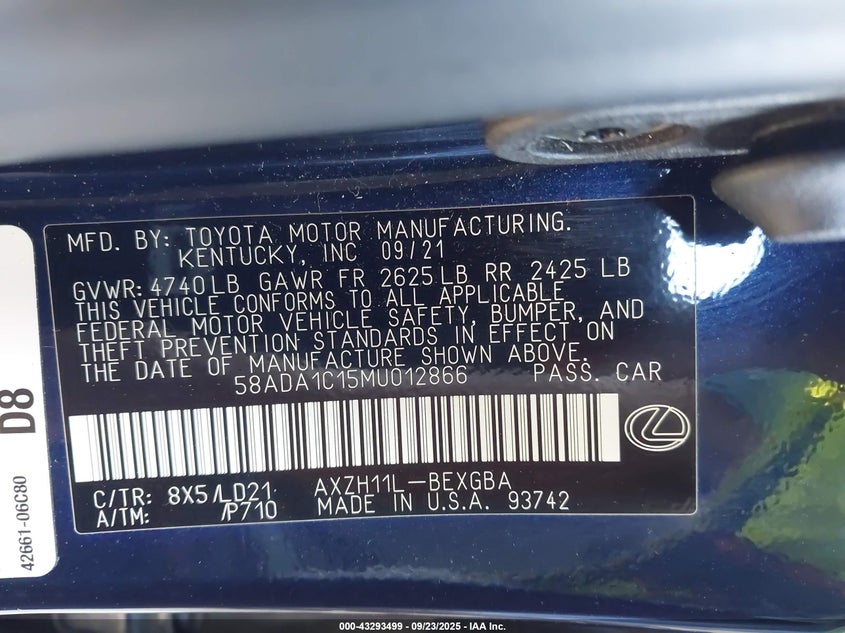 MFD. BY: TOYOTA MOTOR MANUFACTURING.
KENTUCKY, INC 09/21
GVWR: 4740LB GAWR FR 2625LB RR 2425 LB
THIS VEHICLE CONFORMS TO ALL APPLICABLE
FEDERAL MOTOR VEHICLE SAFETY, BUMPER, AND
THEFT PREVENTION STANDARDS IN EFFECT ON
THE DATE OF MANUFACTURE SHOWN ABOVE.
58ADA1C15MU012866 PASS. CAR
C/TR: 8X5/LD21 AXZH11L-BEXGBA
A/TM: /P710 MADE IN U.S.A. 93742
D8
42661-06C80
000-43293499 - 09/23/2025 - IAA Inc.